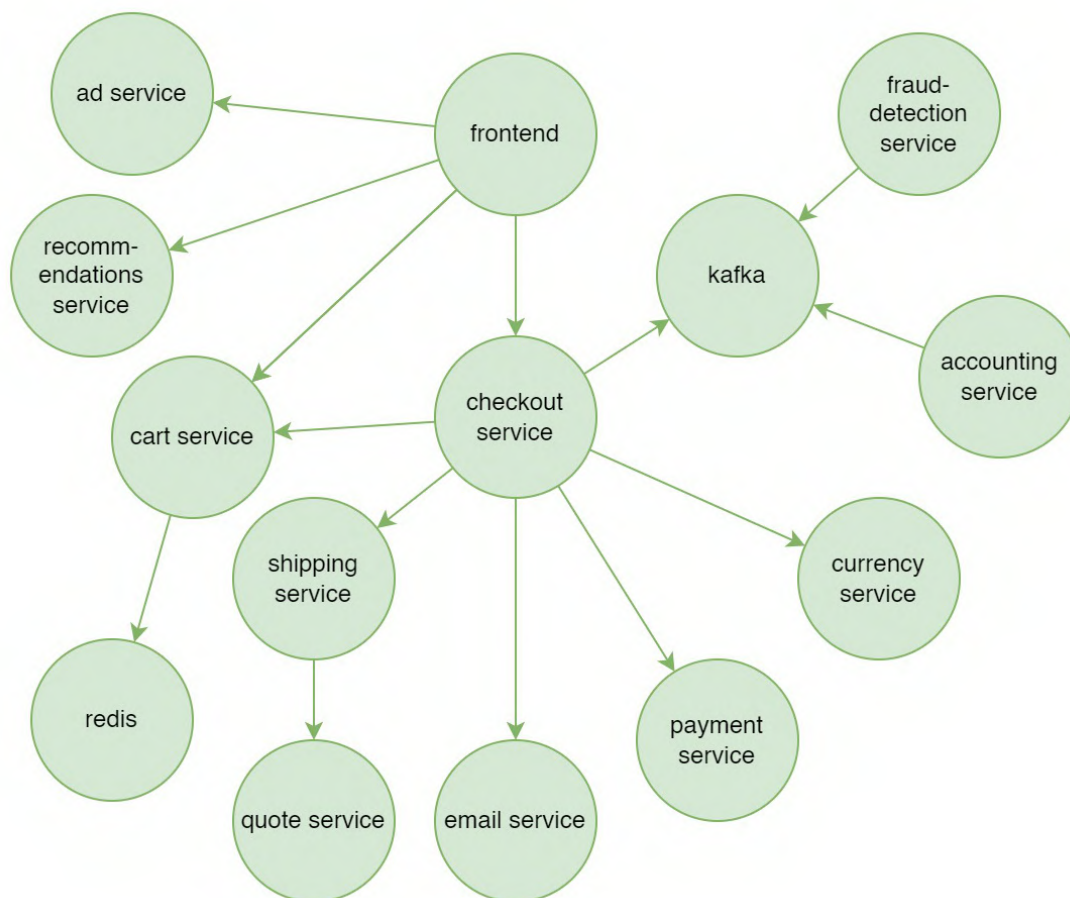 ad service
frontend
fraud-
detection
service
recomm-
endations
service
kafka
accounting
service
cart service
checkout
service
shipping
service
currency
service
redis
payment
service
quote service
email service